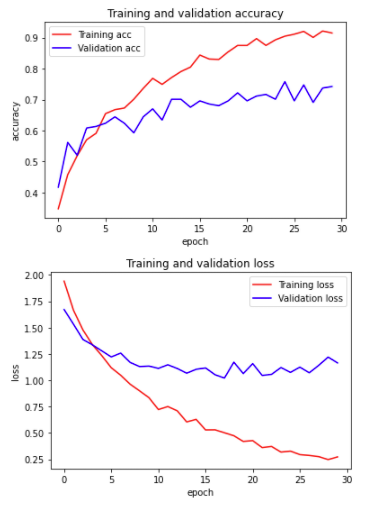 Training and validation accuracy
Training acc
Validation acc
0.9
0.8
0.7
0.6
0.5
0.4
accuracy
0 5 10 15 20 25 30
epoch
Training and validation loss
Training loss
Validation loss
2.00
1.75
1.50
1.25
1.00
0.75
0.50
0.25
loss
0 5 10 15 20 25 30
epoch